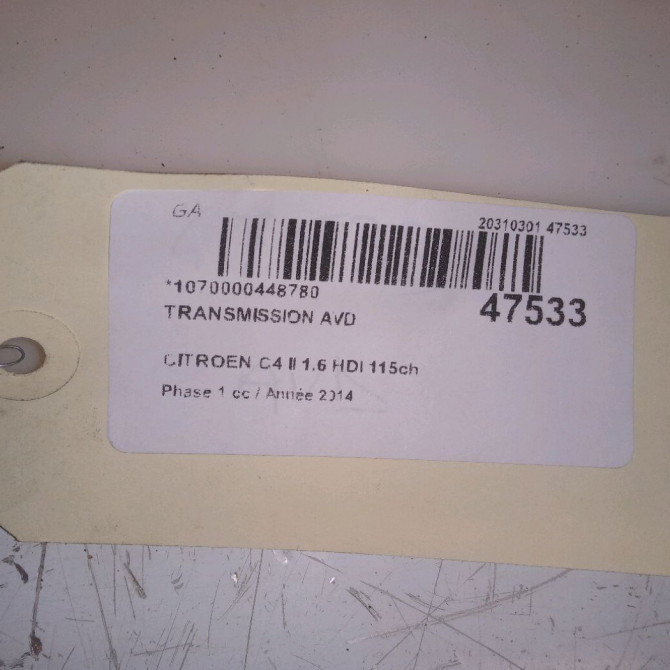 GA
20310301 47533
*1070000448780
47533
TRANSMISSION AVD
CITROEN C4 II 1.6 HDI 115ch
Phase 1 cc / Année 2014